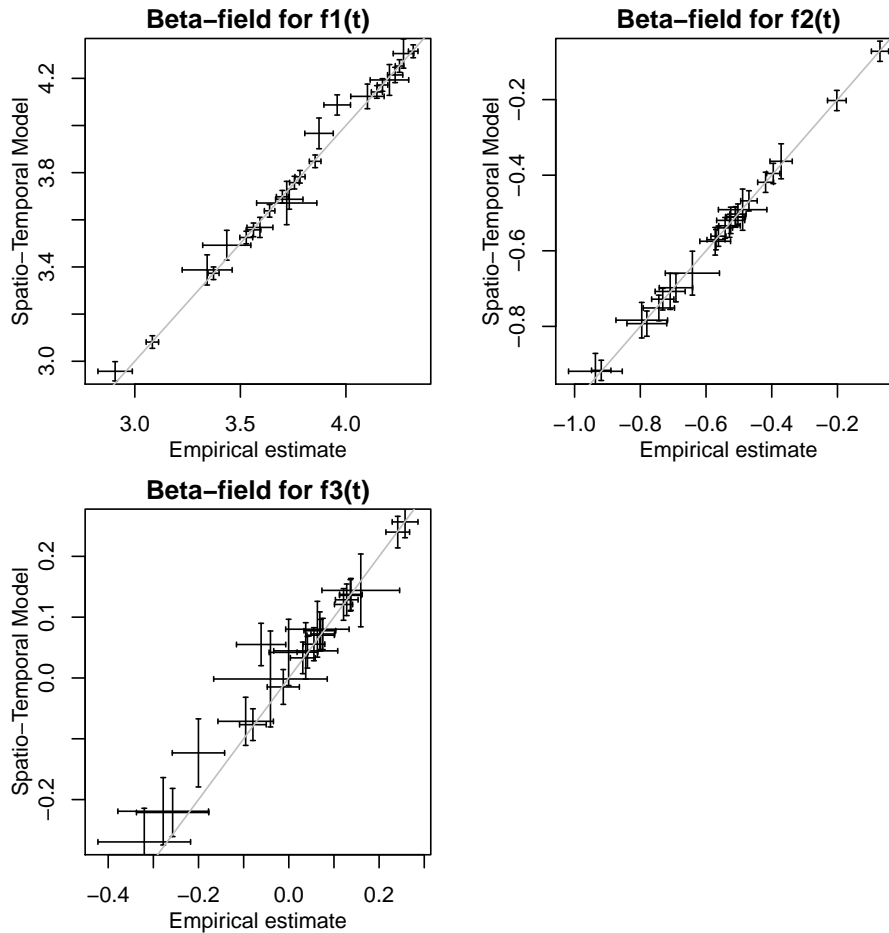 Beta−field for f1(t)
Spatio−Temporal Model
4.2
3.8
3.4
3.0
3.0 3.5 4.0
Empirical estimate
Beta−field for f2(t)
Spatio−Temporal Model
−0.2
−0.4
−0.6
−0.8
−1.0 −0.8 −0.6 −0.4 −0.2
Empirical estimate
Beta−field for f3(t)
Spatio−Temporal Model
0.2
0.1
0.0
−0.2
−0.4 −0.2 0.0 0.2
Empirical estimate